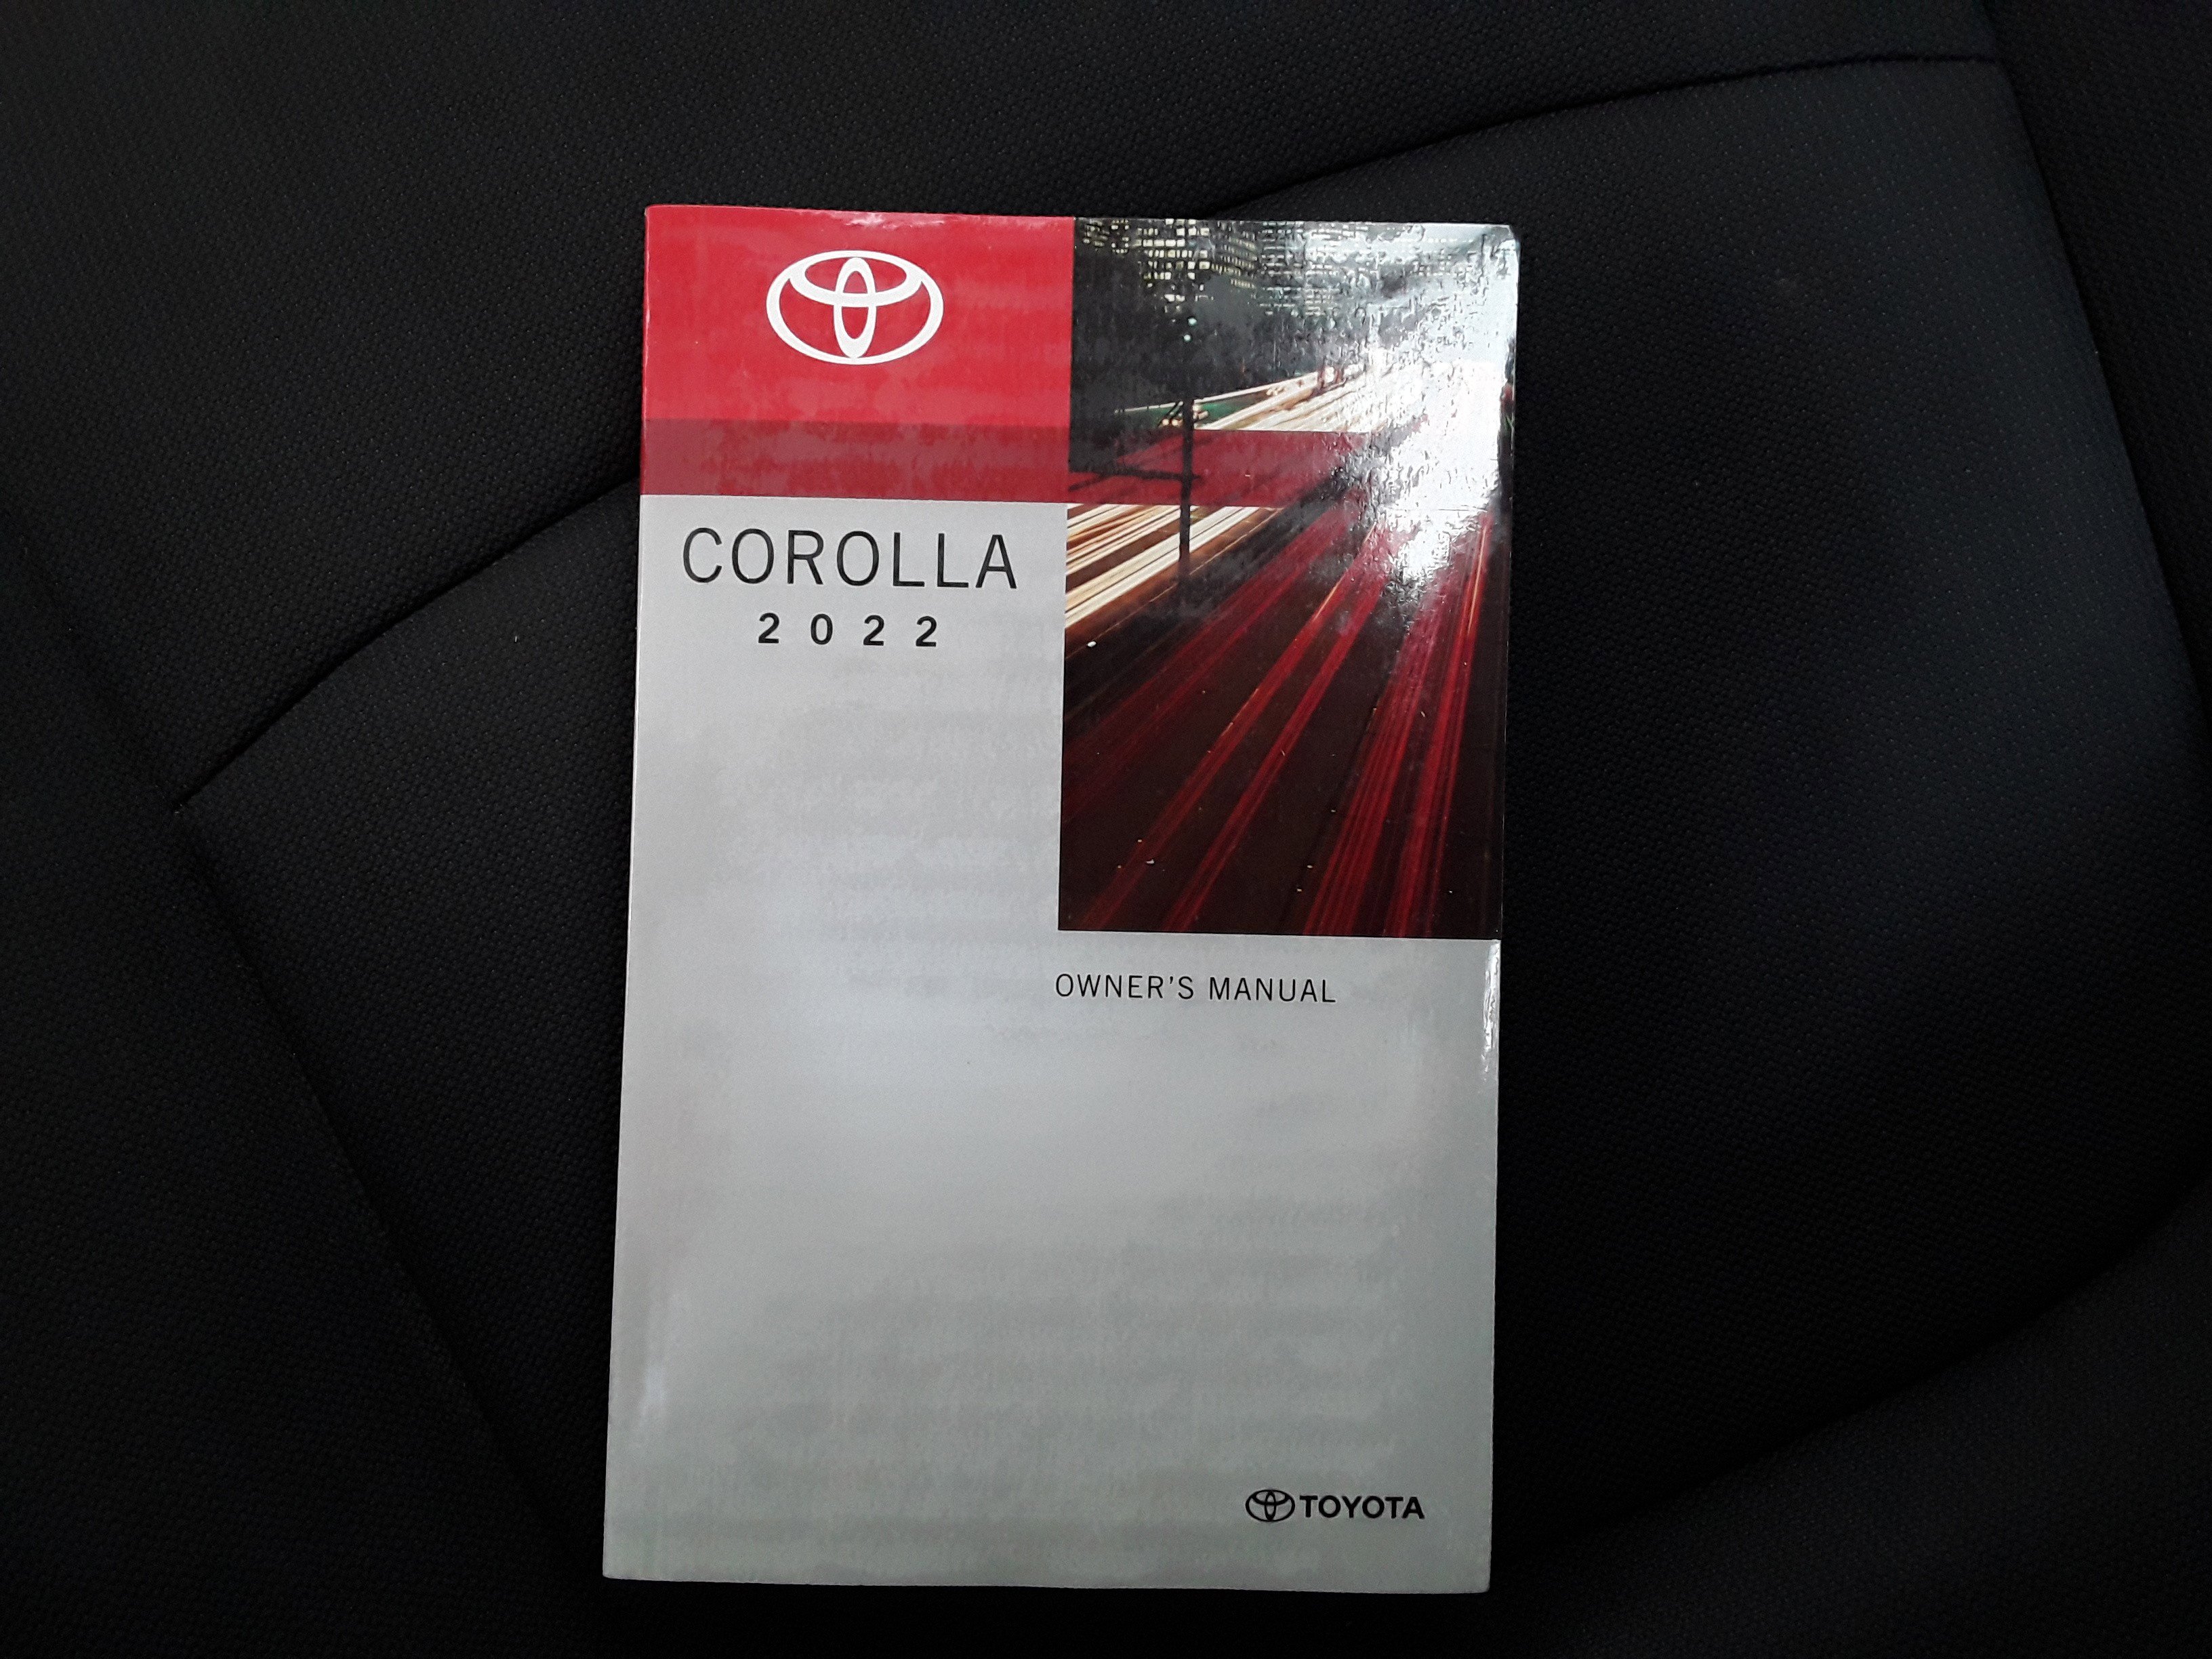 COROLLA
2022
OWNER'S MANUAL
TOYOTA